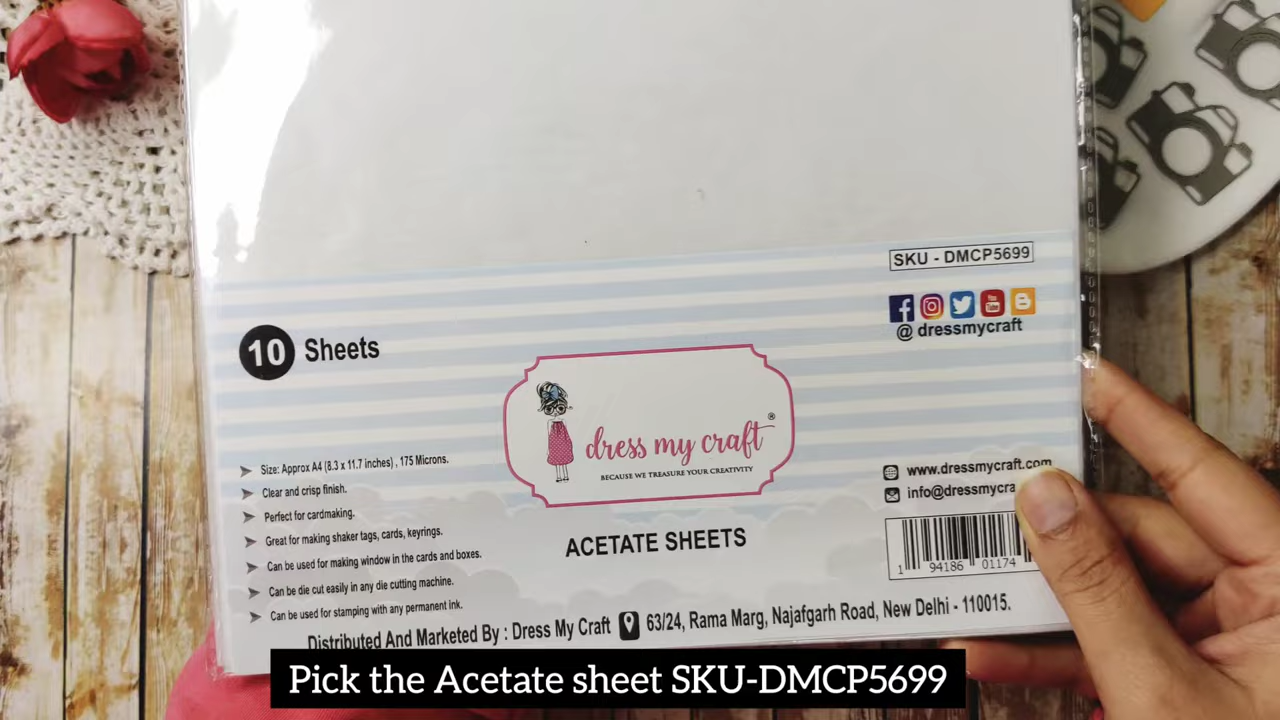 SKU - DMCP5699
@ dressmycraft
10 Sheets
dress my craft®
BECAUSE WE TREASURE YOUR CREATIVITY
Size: Approx A4 (8.3 x 11.7 inches) , 175 Microns.
Clear and crisp finish.
Perfect for cardmaking.
Great for making shaker tags, cards, keyrings.
Can be used for making window in the cards and boxes.
Can be die cut easily in any die cutting machine.
Can be used for stamping with any permanent ink.
ACETATE SHEETS
www.dressmycraft.com
info@dressmycra
1 94186 01174
Distributed And Marketed By : Dress My Craft 63/24, Rama Marg, Najafgarh Road, New Delhi - 110015.
Pick the Acetate sheet SKU-DMCP5699